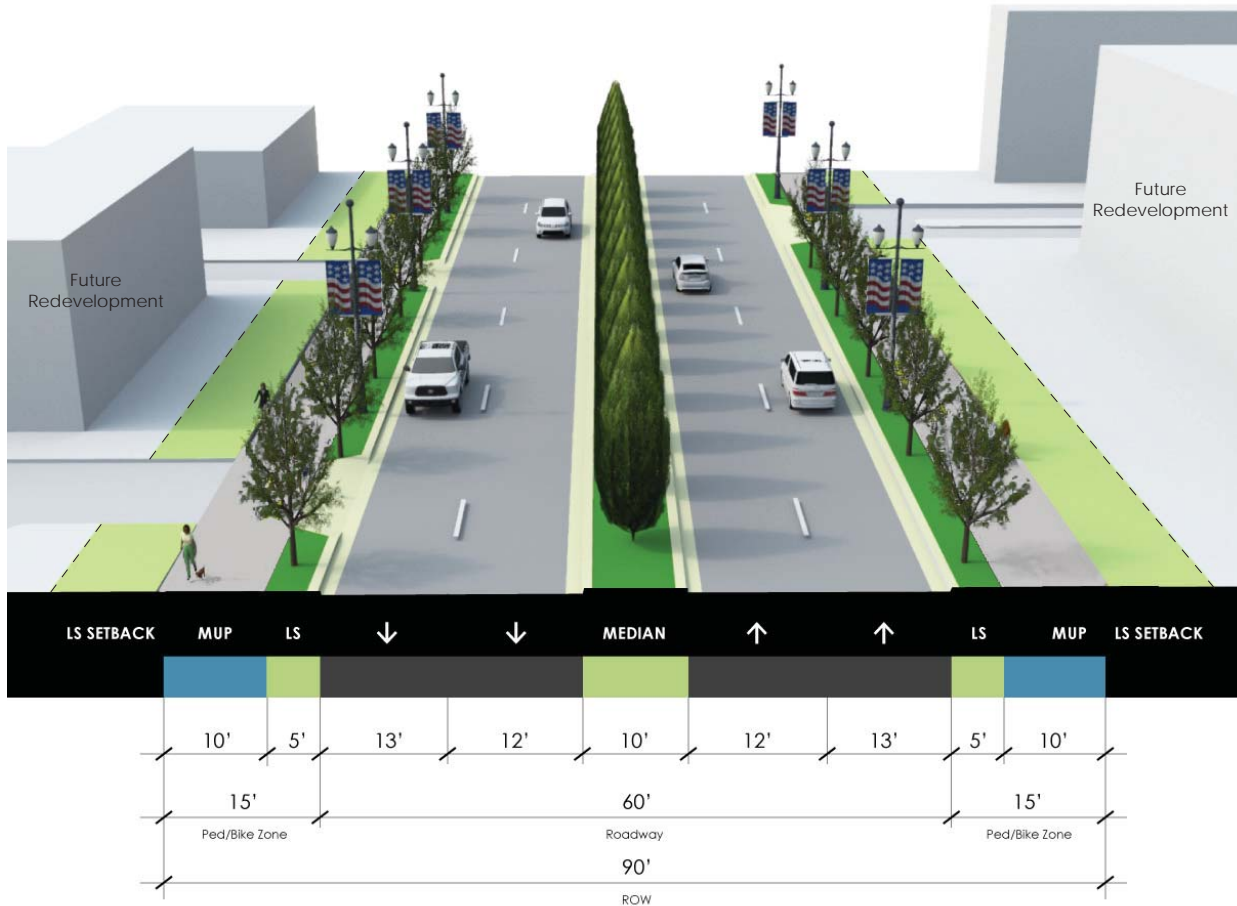 Future
Redevelopment
Future
Redevelopment
LS SETBACK MUP LS ↓ ↓ MEDIAN ↑ ↑ LS MUP LS SETBACK
10' 5' 13' 12' 10' 12' 13' 5' 10'
15' 60' 15'
Ped/Bike Zone Roadway Ped/Bike Zone
90'
ROW